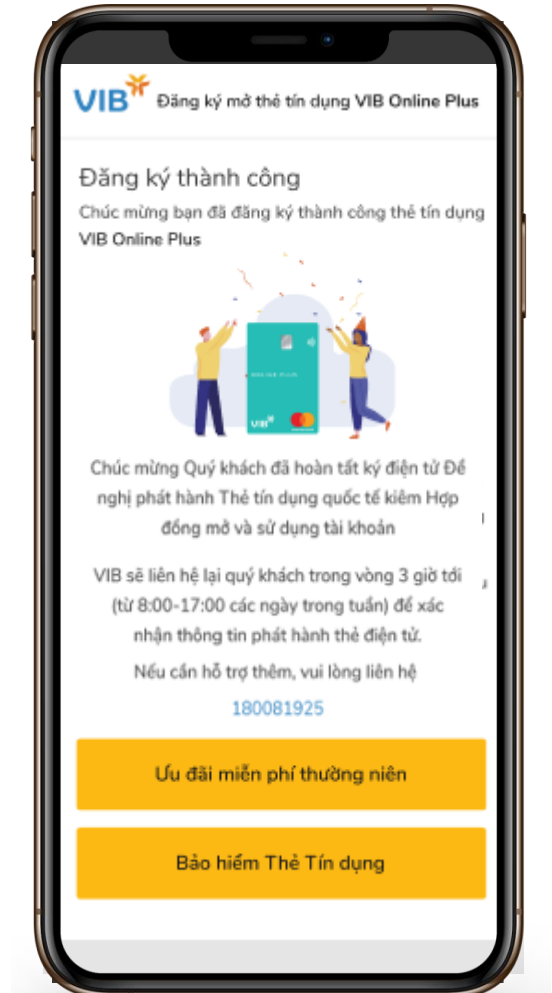 VIB Đăng ký mở thẻ tín dụng VIB Online Plus
Đăng ký thành công
Chúc mừng bạn đã đăng ký thành công thẻ tín dụng
VIB Online Plus
ONLINE PLUS
VIB
Chúc mừng Quý khách đã hoàn tất ký điện tử Đề
nghị phát hành Thẻ tín dụng quốc tế kiêm Hợp
đồng mở và sử dụng tài khoản
VIB sẽ liên hệ lại quý khách trong vòng 3 giờ tới
(từ 8:00-17:00 các ngày trong tuần) để xác
nhận thông tin phát hành thẻ điện tử.
Nếu cần hỗ trợ thêm, vui lòng liên hệ
180081925
Ưu đãi miễn phí thường niên
Bảo hiểm Thẻ Tín dụng